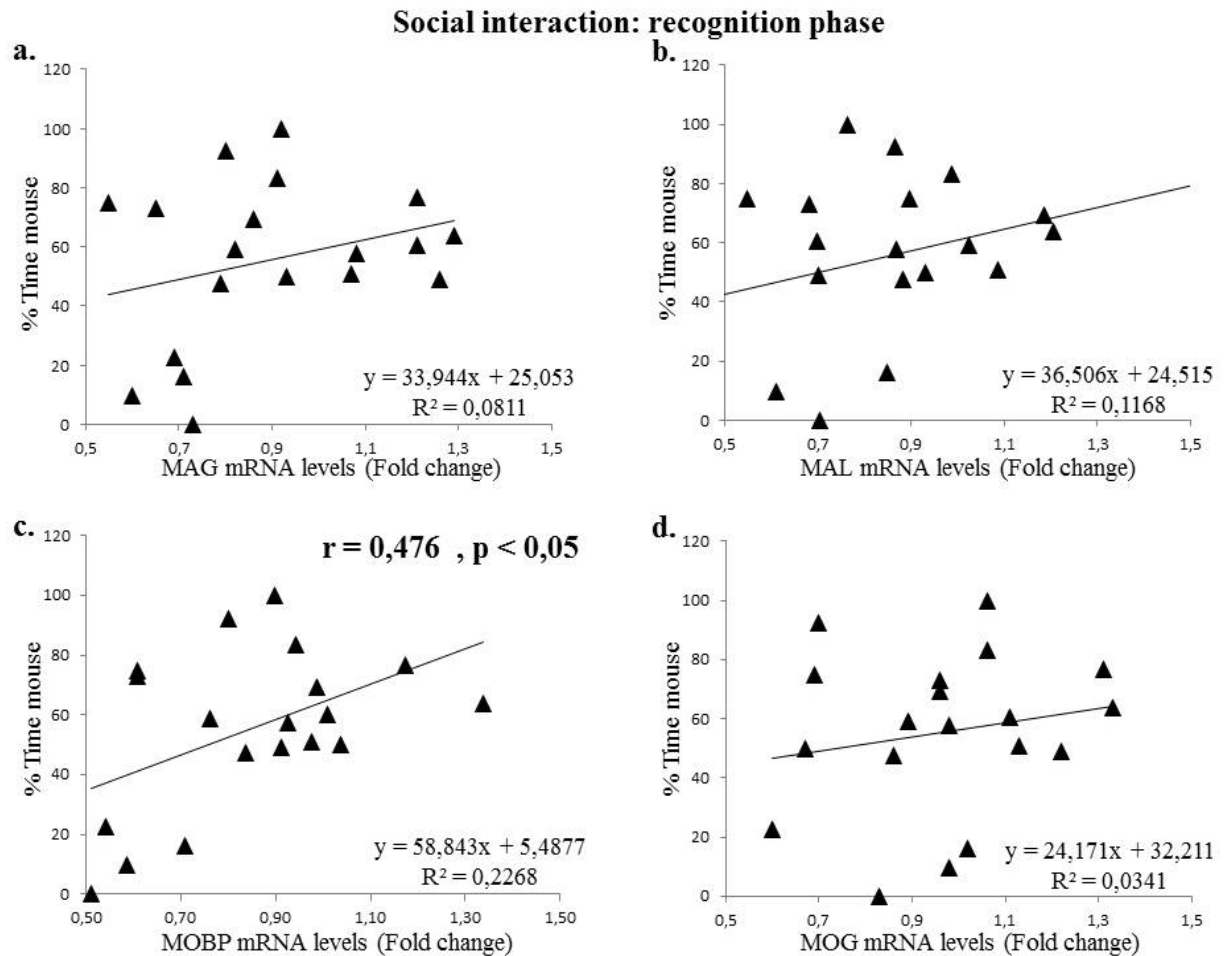 Social interaction: recognition phase
a.
120
100
80
60
40
20
0
% Time mouse
y = 33,944x + 25,053
R² = 0,0811
0,5 0,7 0,9 1,1 1,3 1,5
MAG mRNA levels (Fold change)
b.
120
100
80
60
40
20
0
% Time mouse
y = 36,506x + 24,515
R² = 0,1168
0,5 0,7 0,9 1,1 1,3 1,5
MAL mRNA levels (Fold change)
c.
r = 0,476 , p < 0,05
120
100
80
60
40
20
0
% Time mouse
y = 58,843x + 5,4877
R² = 0,2268
0,50 0,70 0,90 1,10 1,30 1,50
MOBP mRNA levels (Fold change)
d.
120
100
80
60
40
20
0
% Time mouse
y = 24,171x + 32,211
R² = 0,0341
0,5 0,7 0,9 1,1 1,3 1,5
MOG mRNA levels (Fold change)